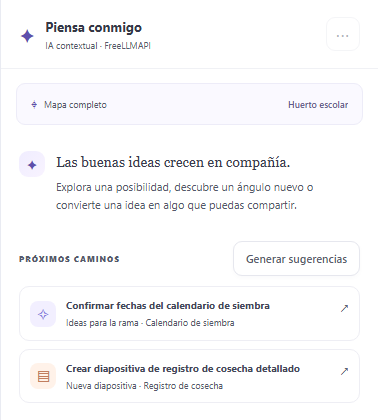 Piensa conmigo
IA contextual · FreeLLMAPI
Mapa completo
Huerto escolar
Las buenas ideas crecen en compañía.
Explora una posibilidad, descubre un ángulo nuevo o
convierte una idea en algo que puedas compartir.
PRÓXIMOS CAMINOS
Generar sugerencias
Confirmar fechas del calendario de siembra
Ideas para la rama · Calendario de siembra
Crear diapositiva de registro de cosecha detallado
Nueva diapositiva · Registro de cosecha